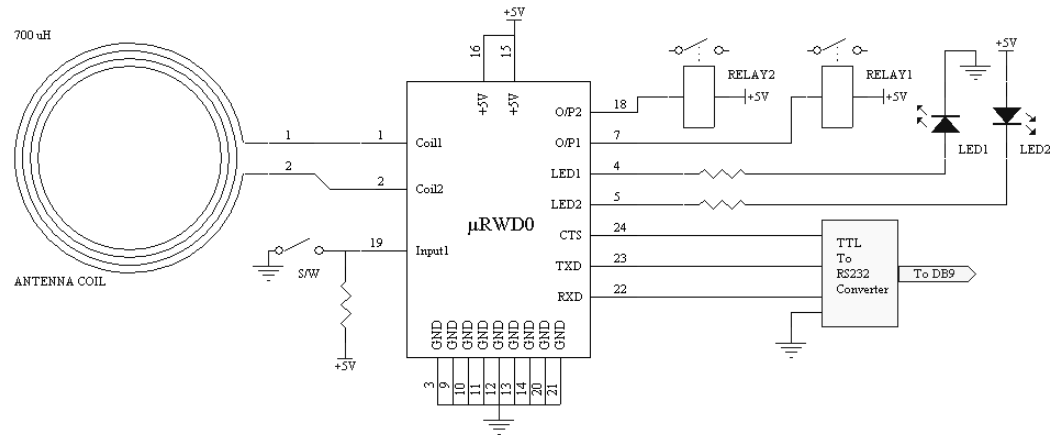 700 uH
ANTENNA COIL
1
2
1
2
19
S/W
+5V
+5V
16
15
+5V
+5V
Coil1
Coil2
Input1
µRWD0
O/P2
O/P1
LED1
LED2
CTS
TXD
RXD
GND
GND
GND
GND
GND
GND
GND
GND
GND
3
9
10
11
12
13
14
20
21
18
7
4
5
24
23
22
RELAY2
+5V
RELAY1
+5V
+5V
LED1
LED2
TTL
To
RS232
Converter
To DB9